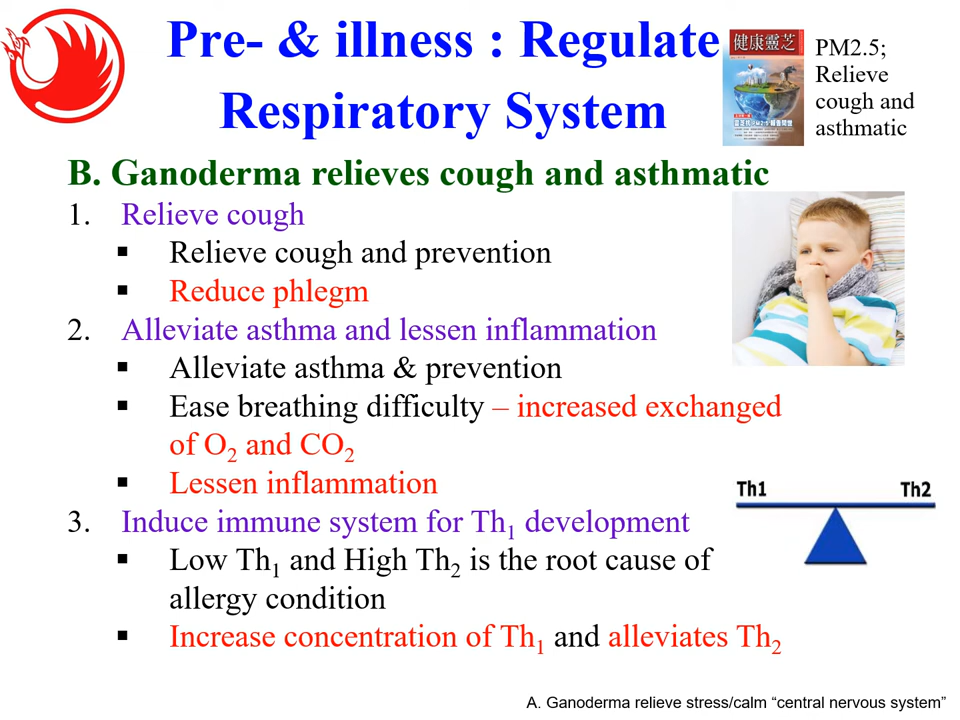 Pre- & illness : Regulate
Respiratory System
健康靈芝
PM2.5;
Relieve
cough and
asthmatic
B. Ganoderma relieves cough and asthmatic
1. Relieve cough
▪ Relieve cough and prevention
▪ Reduce phlegm
2. Alleviate asthma and lessen inflammation
▪ Alleviate asthma & prevention
▪ Ease breathing difficulty – increased exchanged
of O₂ and CO₂
▪ Lessen inflammation
3. Induce immune system for Th₁ development
▪ Low Th₁ and High Th₂ is the root cause of
allergy condition
▪ Increase concentration of Th₁ and alleviates Th₂
Th1
Th2
A. Ganoderma relieve stress/calm “central nervous system”